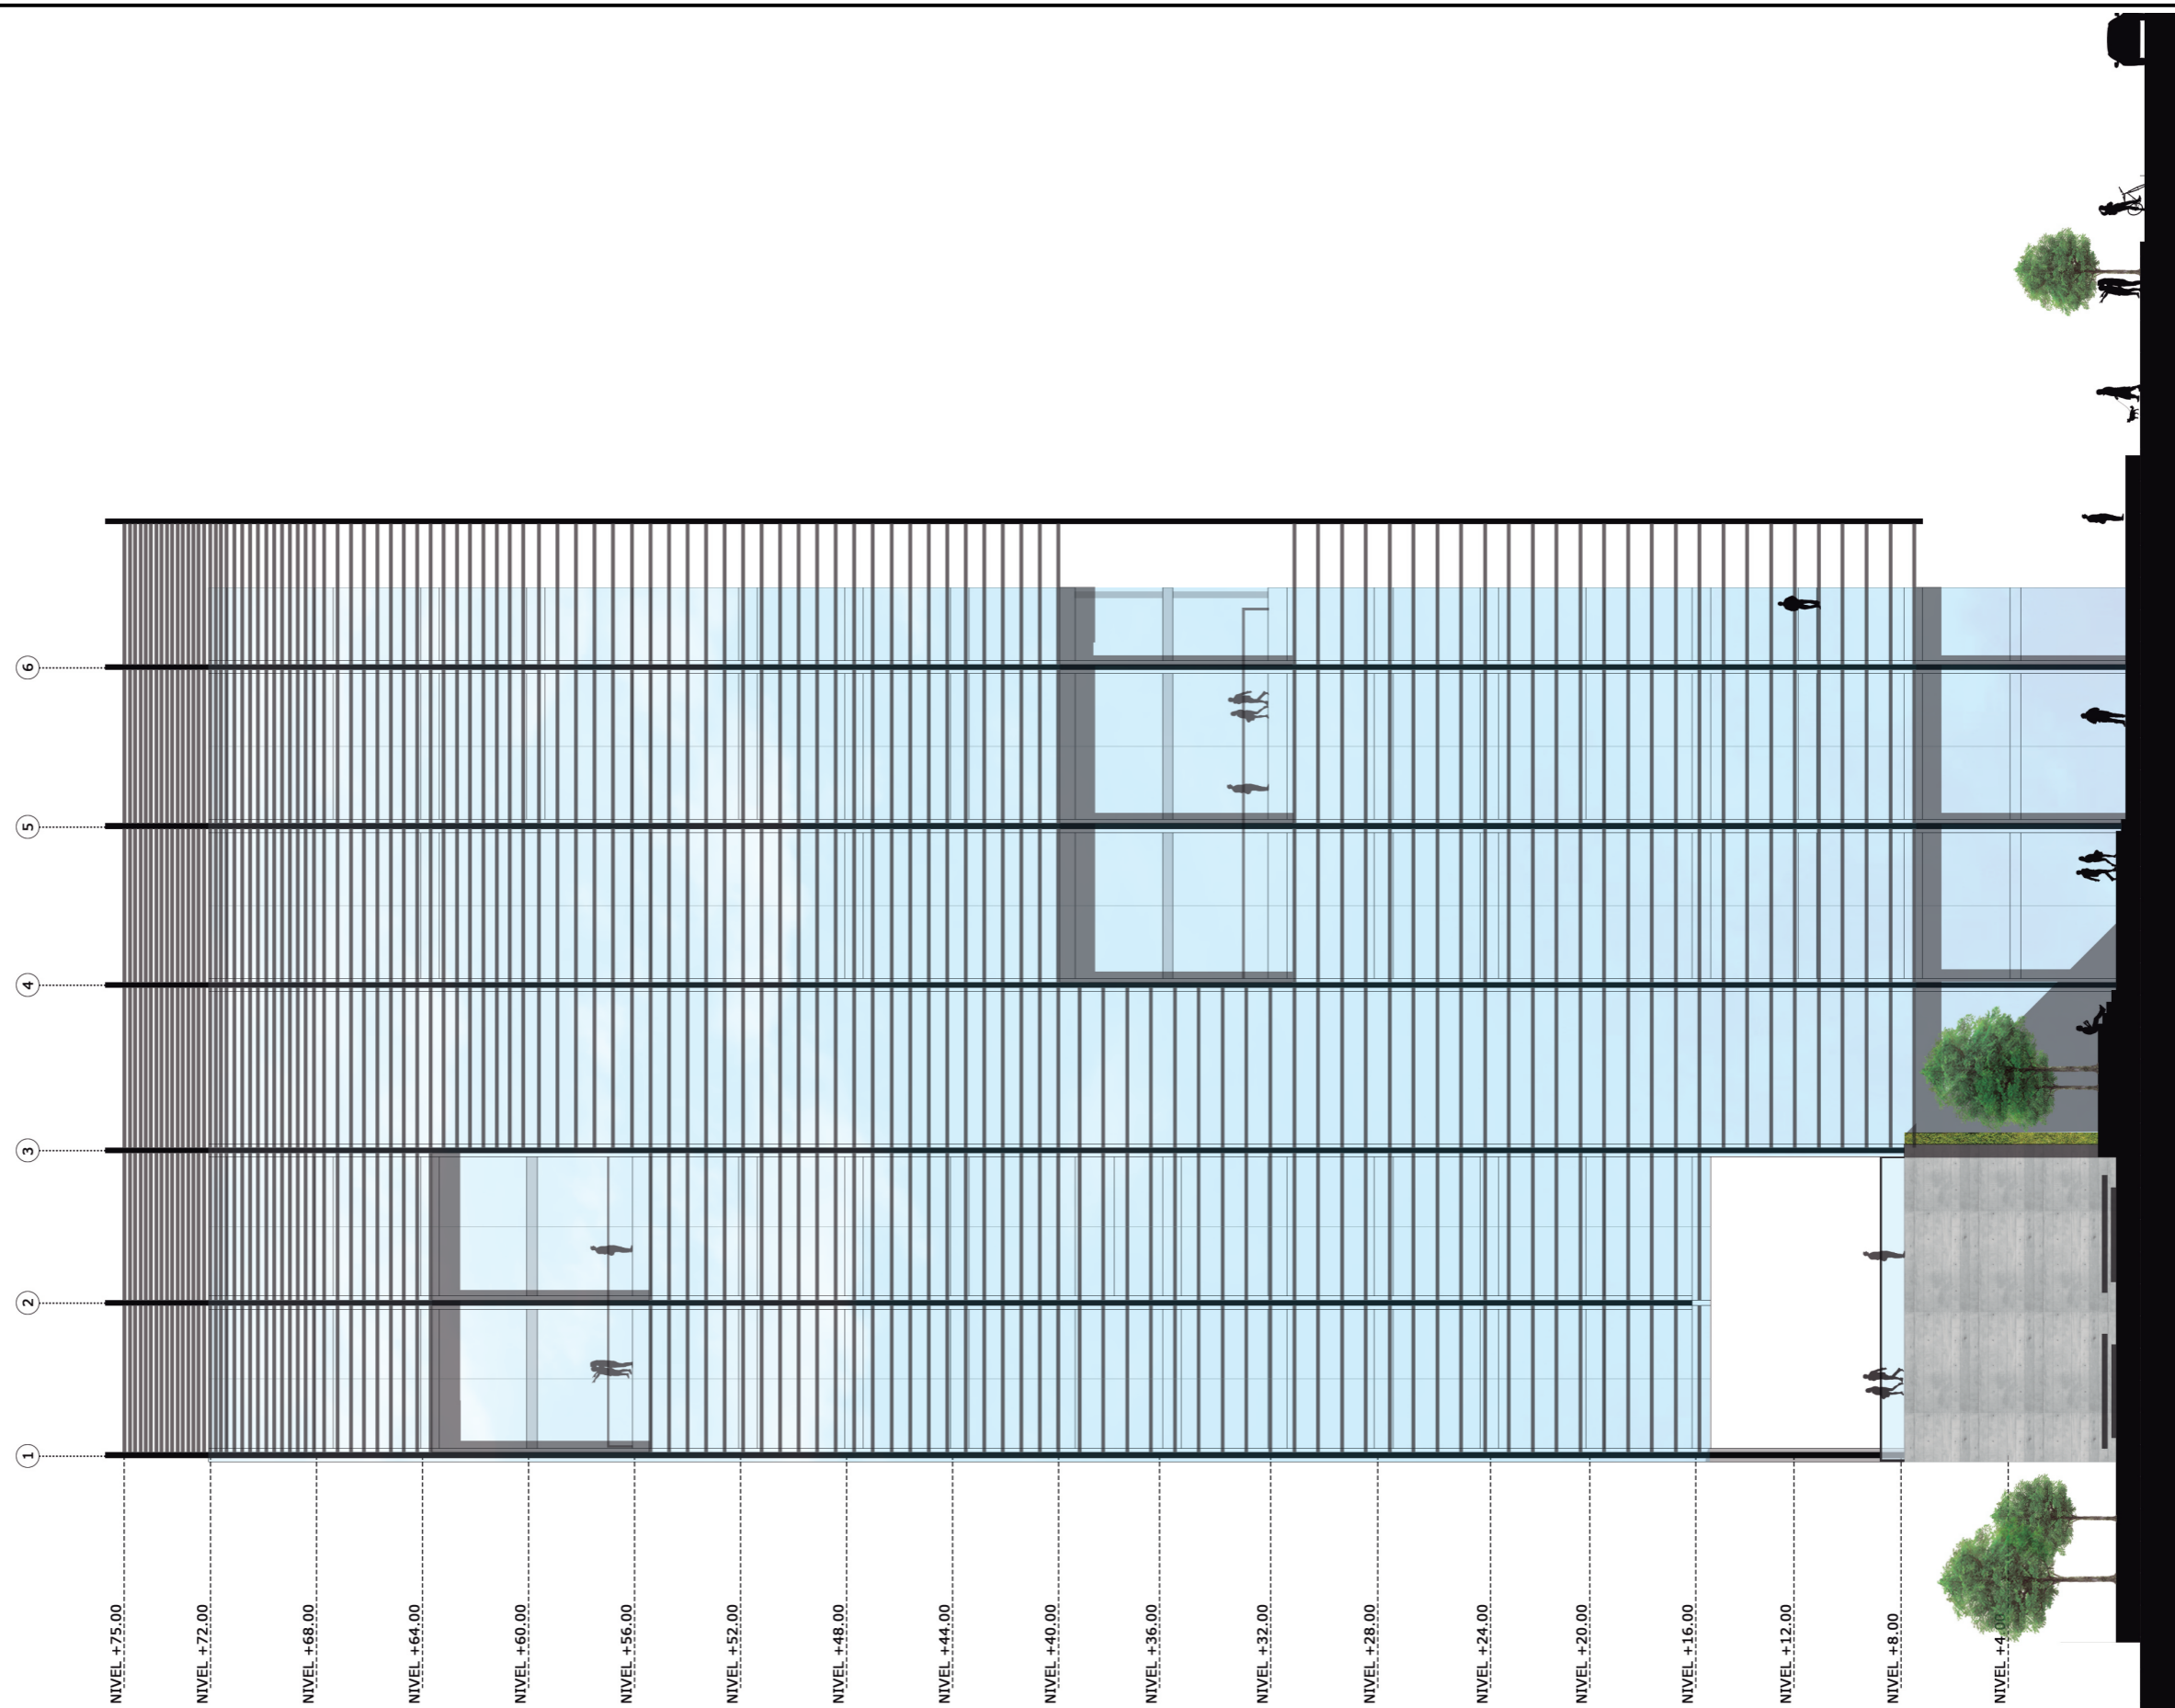 NIVEL +75.00
NIVEL +72.00
NIVEL +68.00
NIVEL +64.00
NIVEL +60.00
NIVEL +56.00
NIVEL +52.00
NIVEL +48.00
NIVEL +44.00
NIVEL +40.00
NIVEL +36.00
NIVEL +32.00
NIVEL +28.00
NIVEL +24.00
NIVEL +20.00
NIVEL +16.00
NIVEL +12.00
NIVEL +8.00
NIVEL +4.00
1
2
3
4
5
6